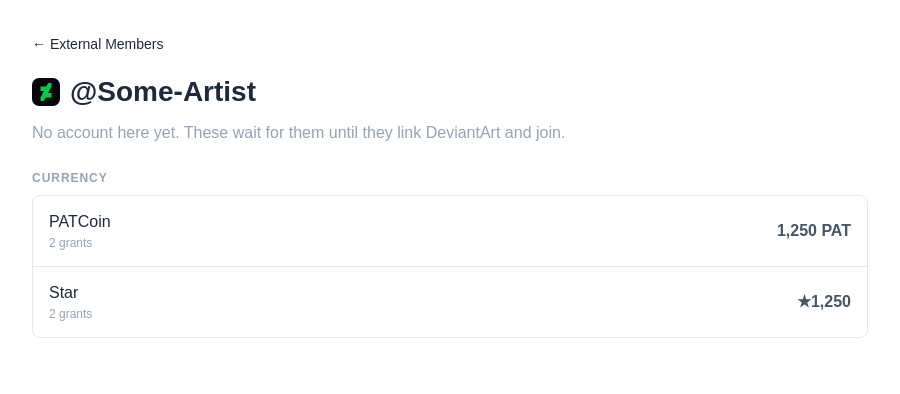 ← External Members
@Some-Artist
No account here yet. These wait for them until they link DeviantArt and join.
CURRENCY
PATCoin
2 grants
1,250 PAT
Star
2 grants
★1,250